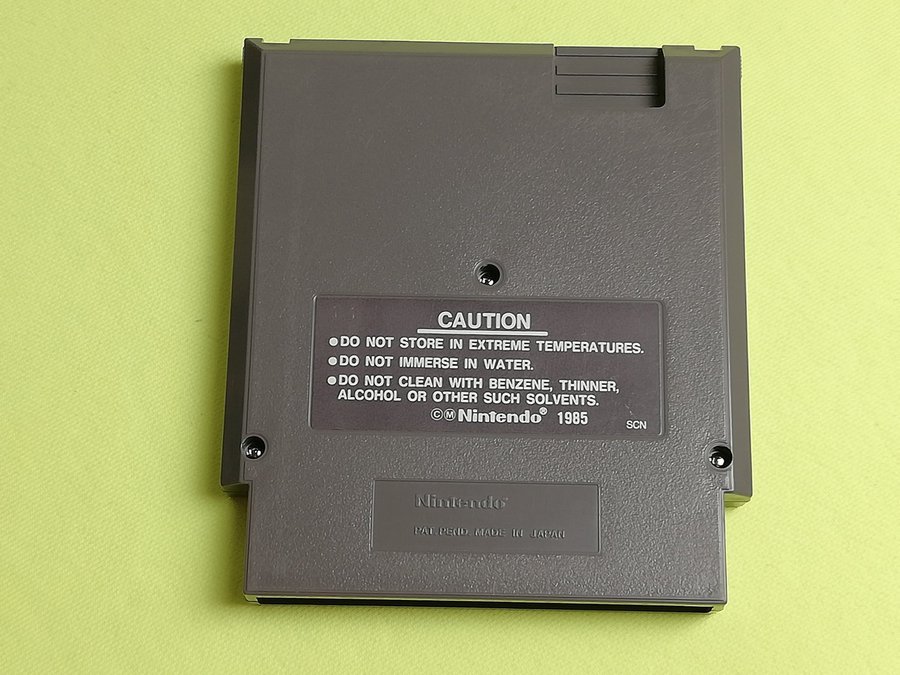 CAUTION
●DO NOT STORE IN EXTREME TEMPERATURES.
●DO NOT IMMERSE IN WATER.
●DO NOT CLEAN WITH BENZENE, THINNER,
ALCOHOL OR OTHER SUCH SOLVENTS.
ⒸⓂNintendo® 1985 SCN
Nintendo®
PAT.PEND. MADE IN JAPAN